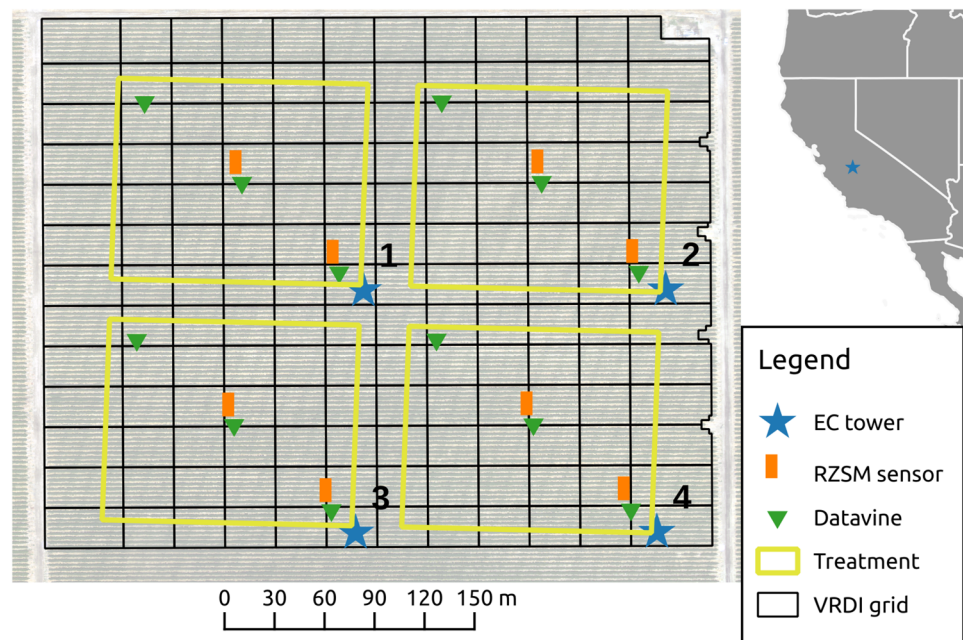 1
2
3
4
0 30 60 90 120 150 m
Legend
EC tower
RZSM sensor
Datavine
Treatment
VRDI grid